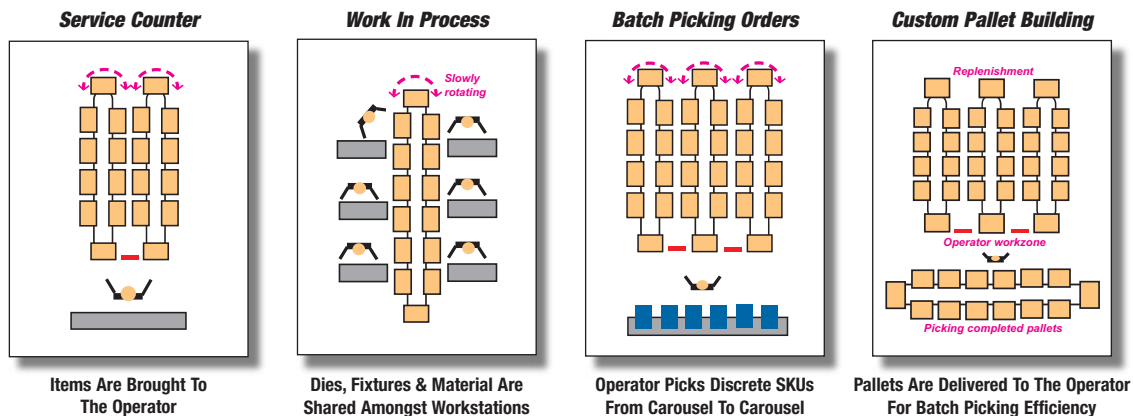 Service Counter
Items Are Brought To
The Operator
Work In Process
Slowly
rotating
Dies, Fixtures & Material Are
Shared Amongst Workstations
Batch Picking Orders
Operator Picks Discrete SKUs
From Carousel To Carousel
Custom Pallet Building
Replenishment
Operator workzone
Picking completed pallets
Pallets Are Delivered To The Operator
For Batch Picking Efficiency